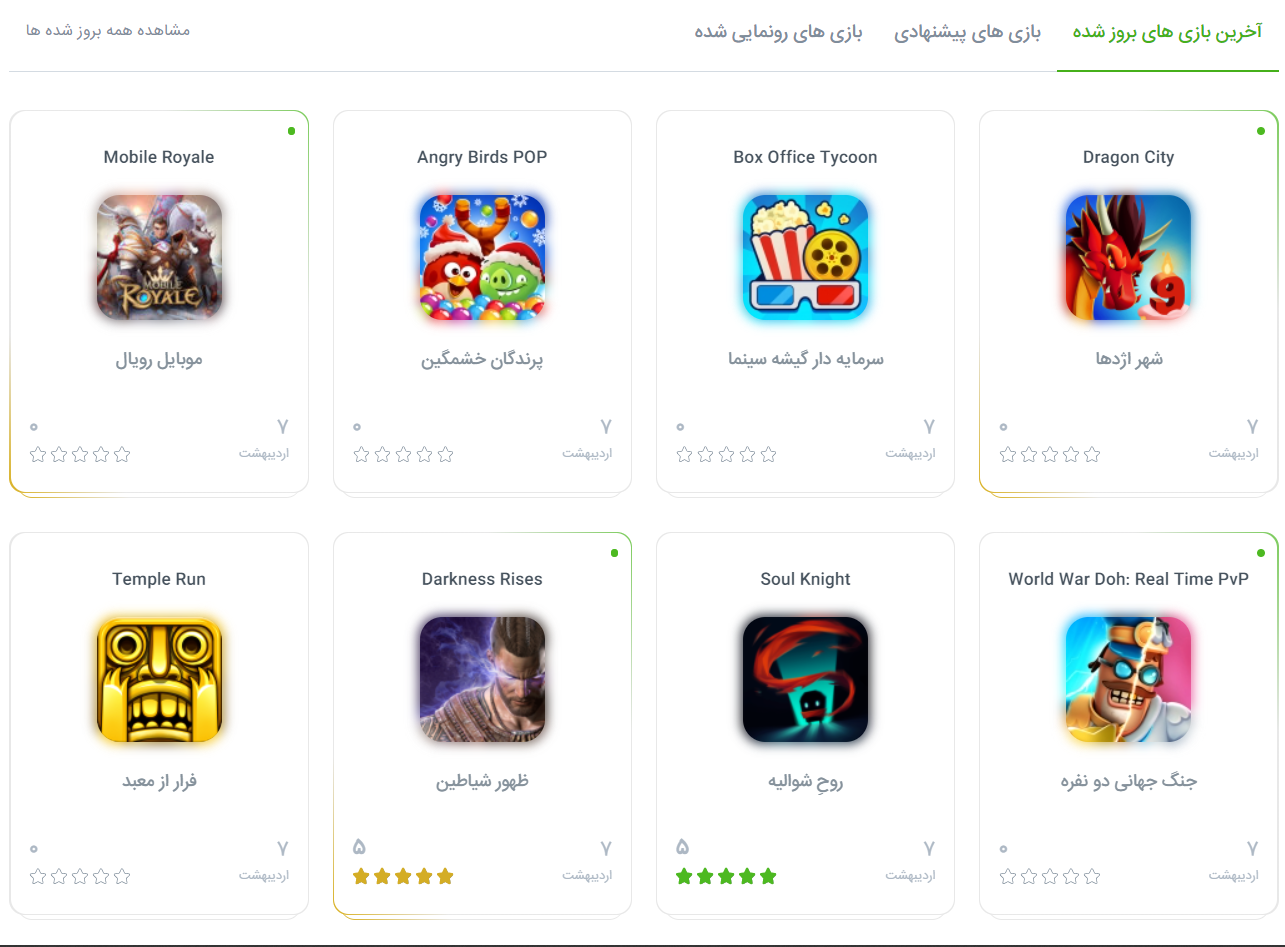 آخرین بازی های بروز شده
بازی های پیشنهادی
بازی های رونمایی شده
مشاهده همه بروز شده ها
Dragon City
9
شهر اژدها
۷
اردیبهشت
۰
Box Office Tycoon
سرمایه دار گیشه سینما
۷
اردیبهشت
۰
Angry Birds POP
پرندگان خشمگین
۷
اردیبهشت
۰
Mobile Royale
MOBILE
ROYALE
موبایل رویال
۷
اردیبهشت
۰
World War Doh: Real Time PvP
جنگ جهانی دو نفره
۷
اردیبهشت
۰
Soul Knight
روحِ شوالیه
۷
اردیبهشت
۵
Darkness Rises
ظهور شیاطین
۷
اردیبهشت
۵
Temple Run
فرار از معبد
۷
اردیبهشت
۰